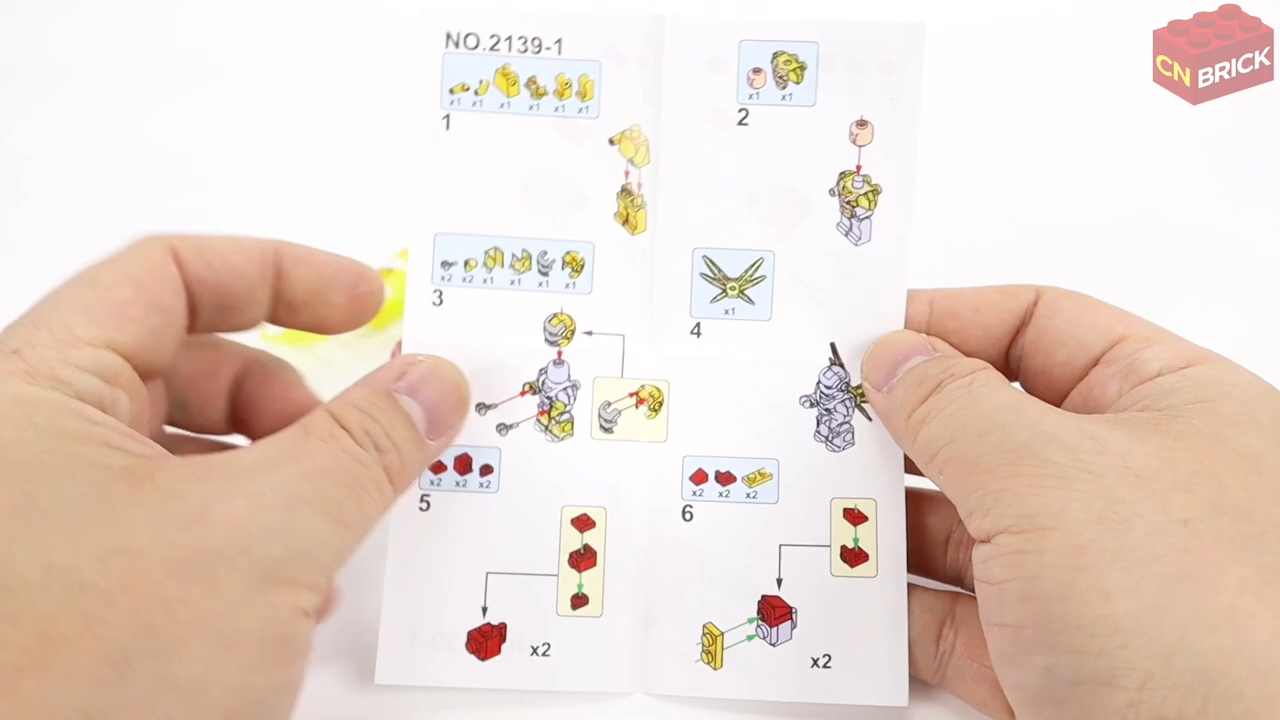 CN BRICK
NO.2139-1
x1 x1 x1 x1 x1 x1
1
x1 x1
2
x2 x2 x1 x1 x1 x1
3
x1
4
x2 x2 x2
5
x2
x2 x2 x2
6
x2